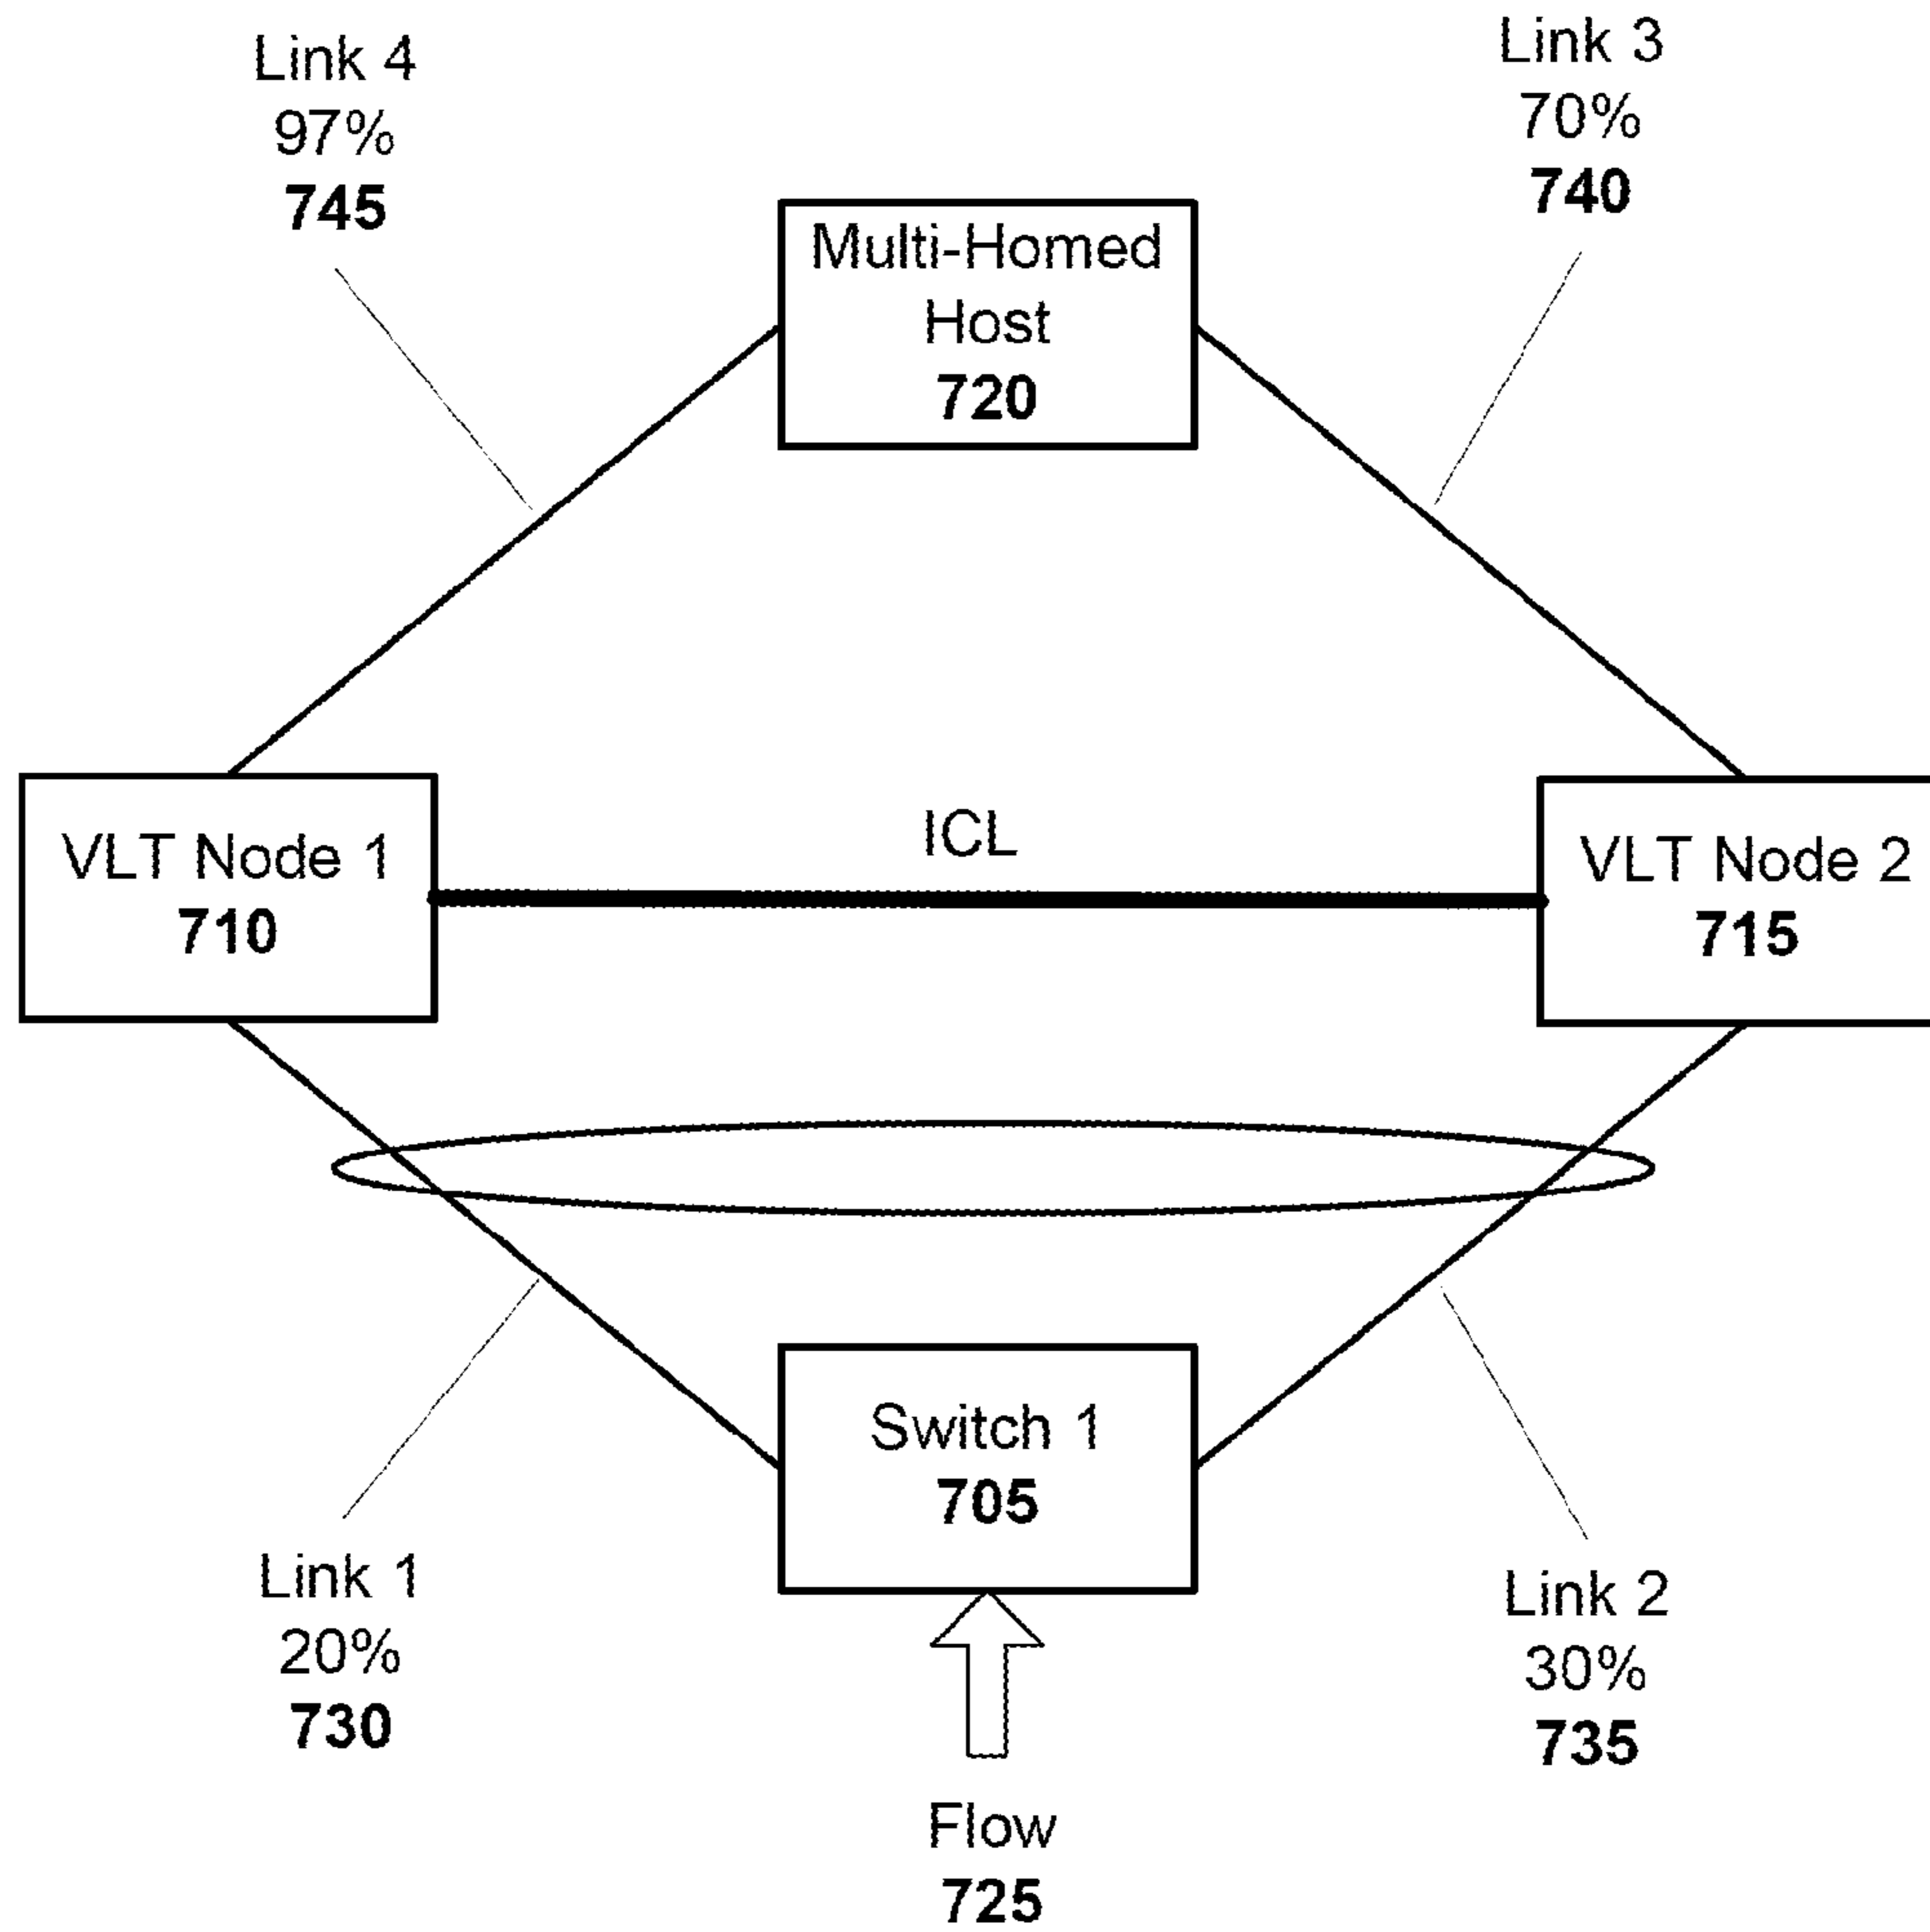 Link 4
97%
745
Link 3
70%
740
Multi-Homed
Host
720
VLT Node 1
710
ICL
VLT Node 2
715
Switch 1
705
Link 1
20%
730
Link 2
30%
735
Flow
725